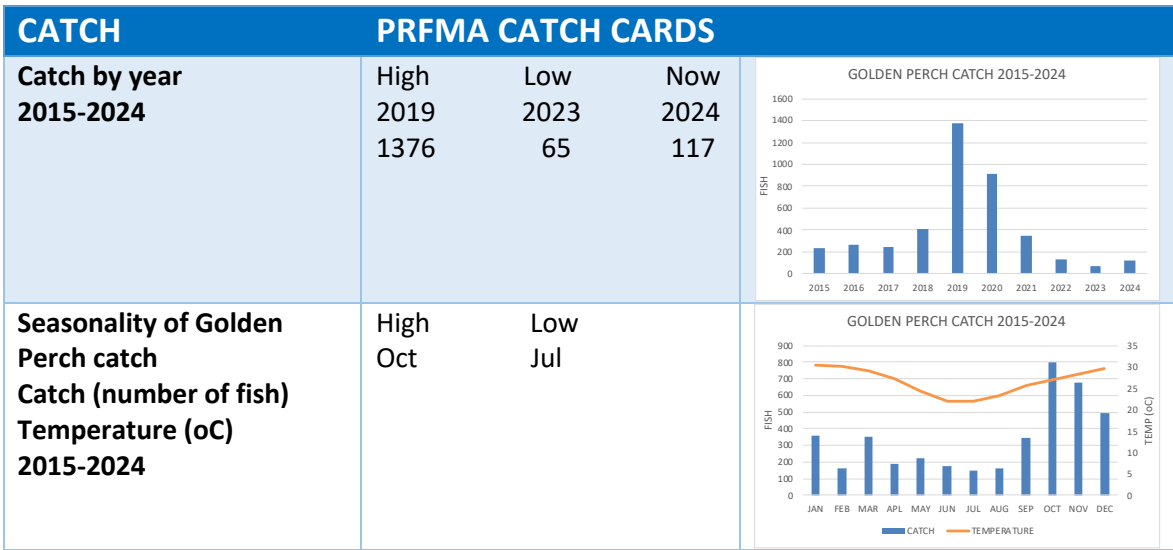 CATCH PRFMA CATCH CARDS
Catch by year
2015-2024
High Low Now
2019 2023 2024
1376 65 117
GOLDEN PERCH CATCH 2015-2024
1600
1400
1200
1000
800
600
400
200
0
FISH
2015 2016 2017 2018 2019 2020 2021 2022 2023 2024
Seasonality of Golden
Perch catch
Catch (number of fish)
Temperature (oC)
2015-2024
High Low
Oct Jul
GOLDEN PERCH CATCH 2015-2024
900
800
700
600
500
400
300
200
100
0
FISH
35
30
25
20
15
10
5
0
TEMP (oC)
JAN FEB MAR APL MAY JUN JUL AUG SEP OCT NOV DEC
CATCH TEMPERATURE